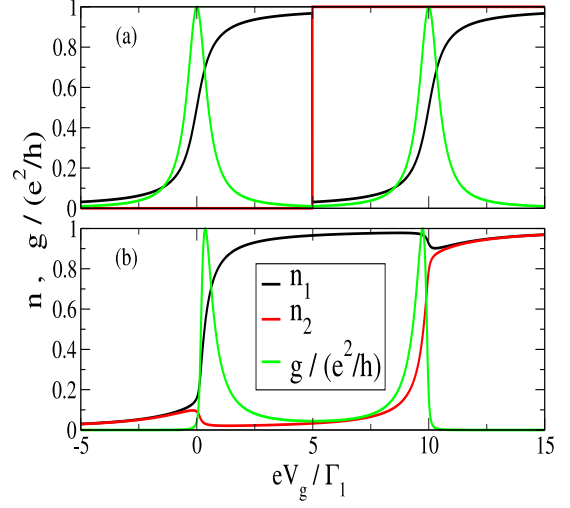 1
0.8
0.6
0.4
0.2
0
(a)
n , g / (e²/h)
1
0.8
0.6
0.4
0.2
0
(b)
n₁
n₂
g / (e²/h)
-5 0 5 10 15
eV_g / Γ₁